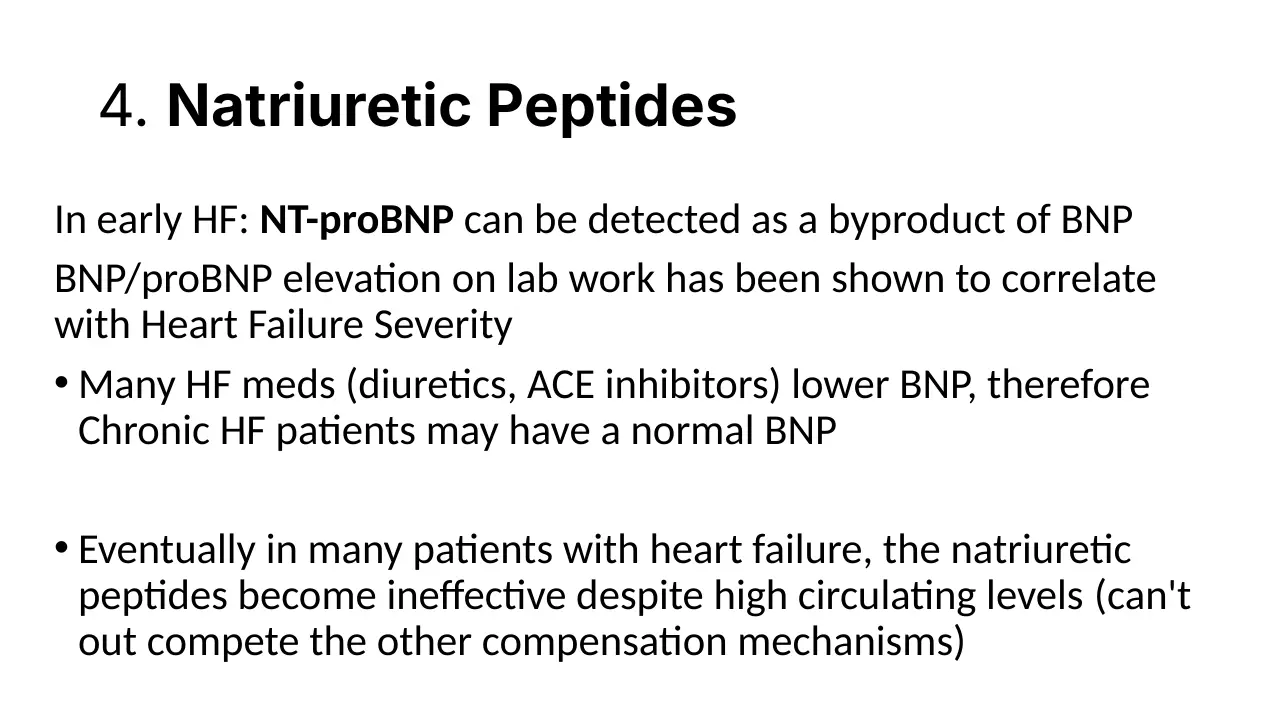 4. Natriuretic Peptides
In early HF: NT-proBNP can be detected as a byproduct of BNP
BNP/proBNP elevation on lab work has been shown to correlate
with Heart Failure Severity
• Many HF meds (diuretics, ACE inhibitors) lower BNP, therefore
Chronic HF patients may have a normal BNP
• Eventually in many patients with heart failure, the natriuretic
peptides become ineffective despite high circulating levels (can't
out compete the other compensation mechanisms)